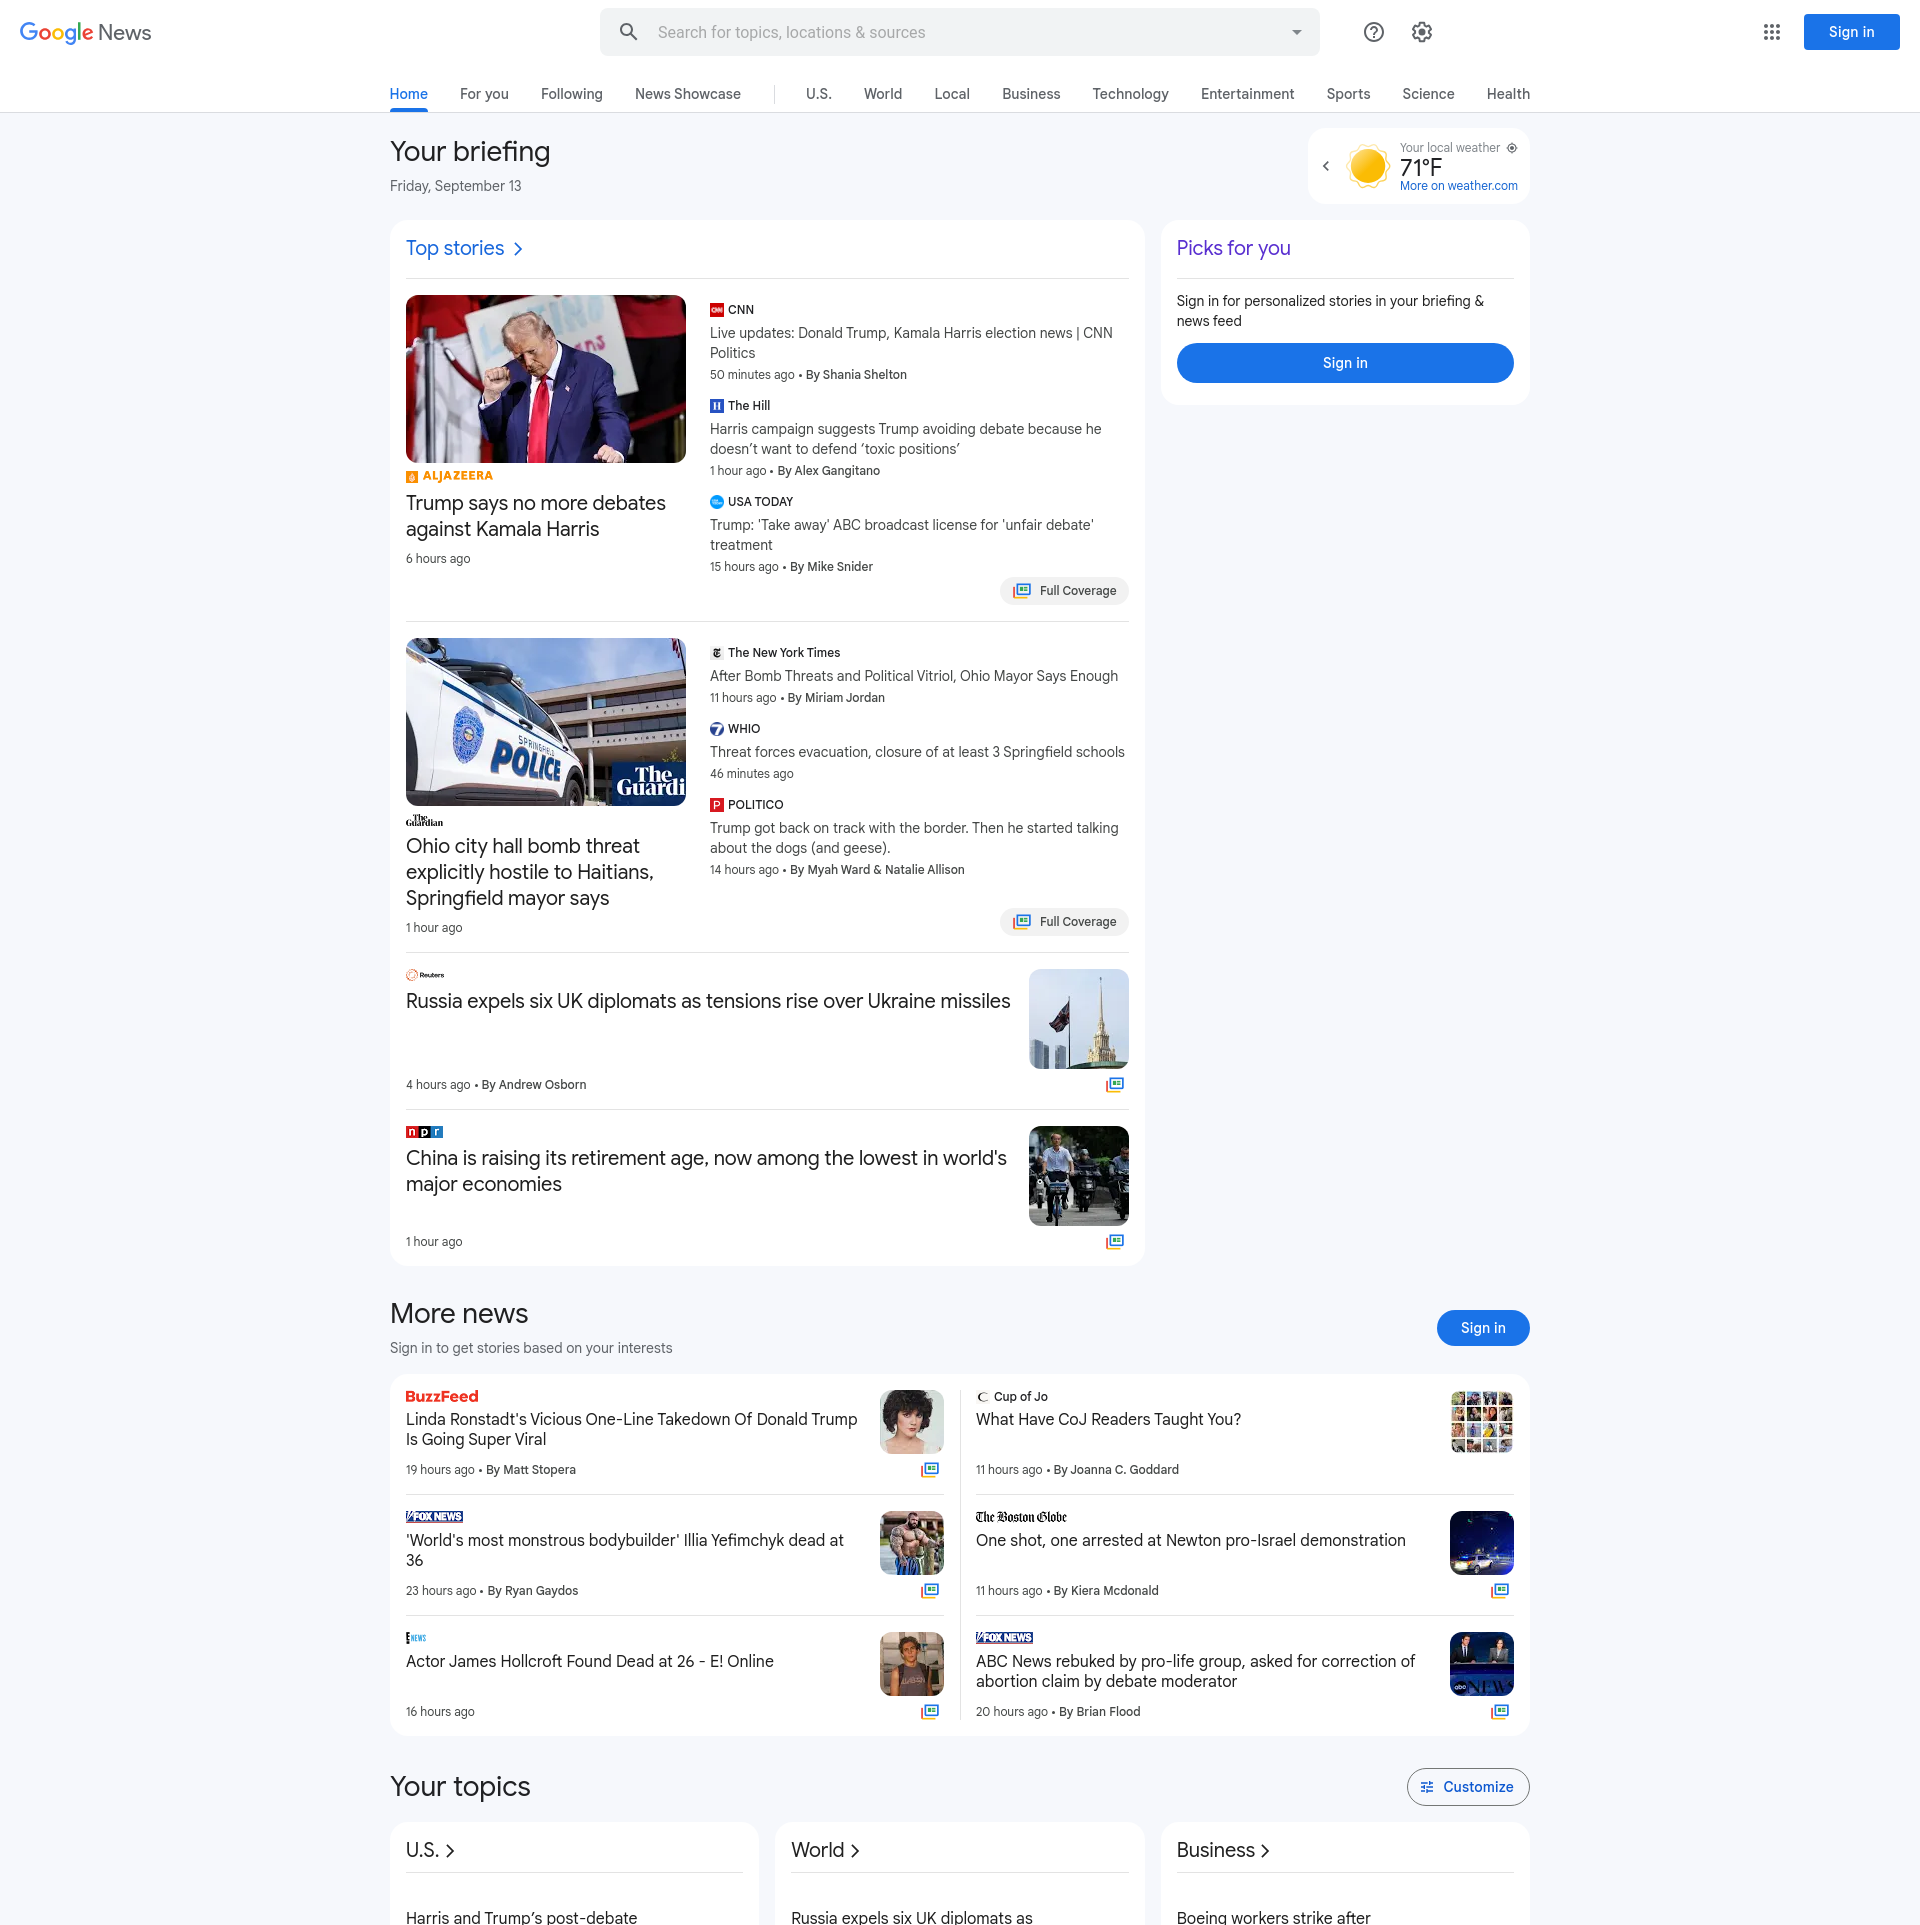 Google News
Search for topics, locations & sources
Sign in
Home
For you
Following
News Showcase
U.S.
World
Local
Business
Technology
Entertainment
Sports
Science
Health
Your briefing
Friday, September 13
Your local weather
71°F
More on weather.com
Top stories
ALJAZEERA
Trump says no more debates
against Kamala Harris
6 hours ago
CNN
Live updates: Donald Trump, Kamala Harris election news | CNN
Politics
50 minutes ago • By Shania Shelton
The Hill
Harris campaign suggests Trump avoiding debate because he
doesn’t want to defend ‘toxic positions’
1 hour ago • By Alex Gangitano
USA TODAY
Trump: 'Take away' ABC broadcast license for 'unfair debate'
treatment
15 hours ago • By Mike Snider
Full Coverage
Picks for you
Sign in for personalized stories in your briefing &
news feed
Sign in
CITY HALL
SPRINGFIELD
POLICE
The
Guardi
The
Guardian
Ohio city hall bomb threat
explicitly hostile to Haitians,
Springfield mayor says
1 hour ago
The New York Times
After Bomb Threats and Political Vitriol, Ohio Mayor Says Enough
11 hours ago • By Miriam Jordan
WHIO
Threat forces evacuation, closure of at least 3 Springfield schools
46 minutes ago
POLITICO
Trump got back on track with the border. Then he started talking
about the dogs (and geese).
14 hours ago • By Myah Ward & Natalie Allison
Full Coverage
Reuters
Russia expels six UK diplomats as tensions rise over Ukraine missiles
4 hours ago • By Andrew Osborn
npr
China is raising its retirement age, now among the lowest in world's
major economies
1 hour ago
More news
Sign in to get stories based on your interests
Sign in
BuzzFeed
Linda Ronstadt's Vicious One-Line Takedown Of Donald Trump
Is Going Super Viral
19 hours ago • By Matt Stopera
Cup of Jo
What Have CoJ Readers Taught You?
11 hours ago • By Joanna C. Goddard
FOX NEWS
'World's most monstrous bodybuilder' Illia Yefimchyk dead at
36
23 hours ago • By Ryan Gaydos
The Boston Globe
One shot, one arrested at Newton pro-Israel demonstration
11 hours ago • By Kiera Mcdonald
E NEWS
Actor James Hollcroft Found Dead at 26 - E! Online
16 hours ago
FOX NEWS
ABC News rebuked by pro-life group, asked for correction of
abortion claim by debate moderator
20 hours ago • By Brian Flood
abc NEWS
Your topics
Customize
U.S.
World
Business
Harris and Trump’s post-debate
Russia expels six UK diplomats as
Boeing workers strike after